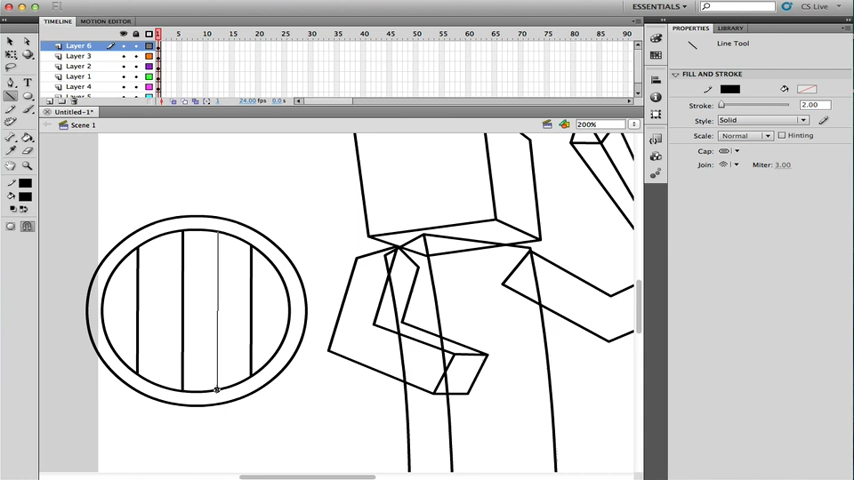 ESSENTIALS ▼
CS Live
TIMELINE MOTION EDITOR
1 5 10 15 20 25 30 35 40 45 50 55 60 65 70 75 80 85 90
Layer 6
Layer 3
Layer 2
Layer 1
Layer 4
1 24.00 fps 0.0 s
Untitled-1*
Scene 1
200%
PROPERTIES LIBRARY
Line Tool
FILL AND STROKE
Stroke: 2.00
Style: Solid
Scale: Normal Hinting
Cap:
Join: Miter: 3.00